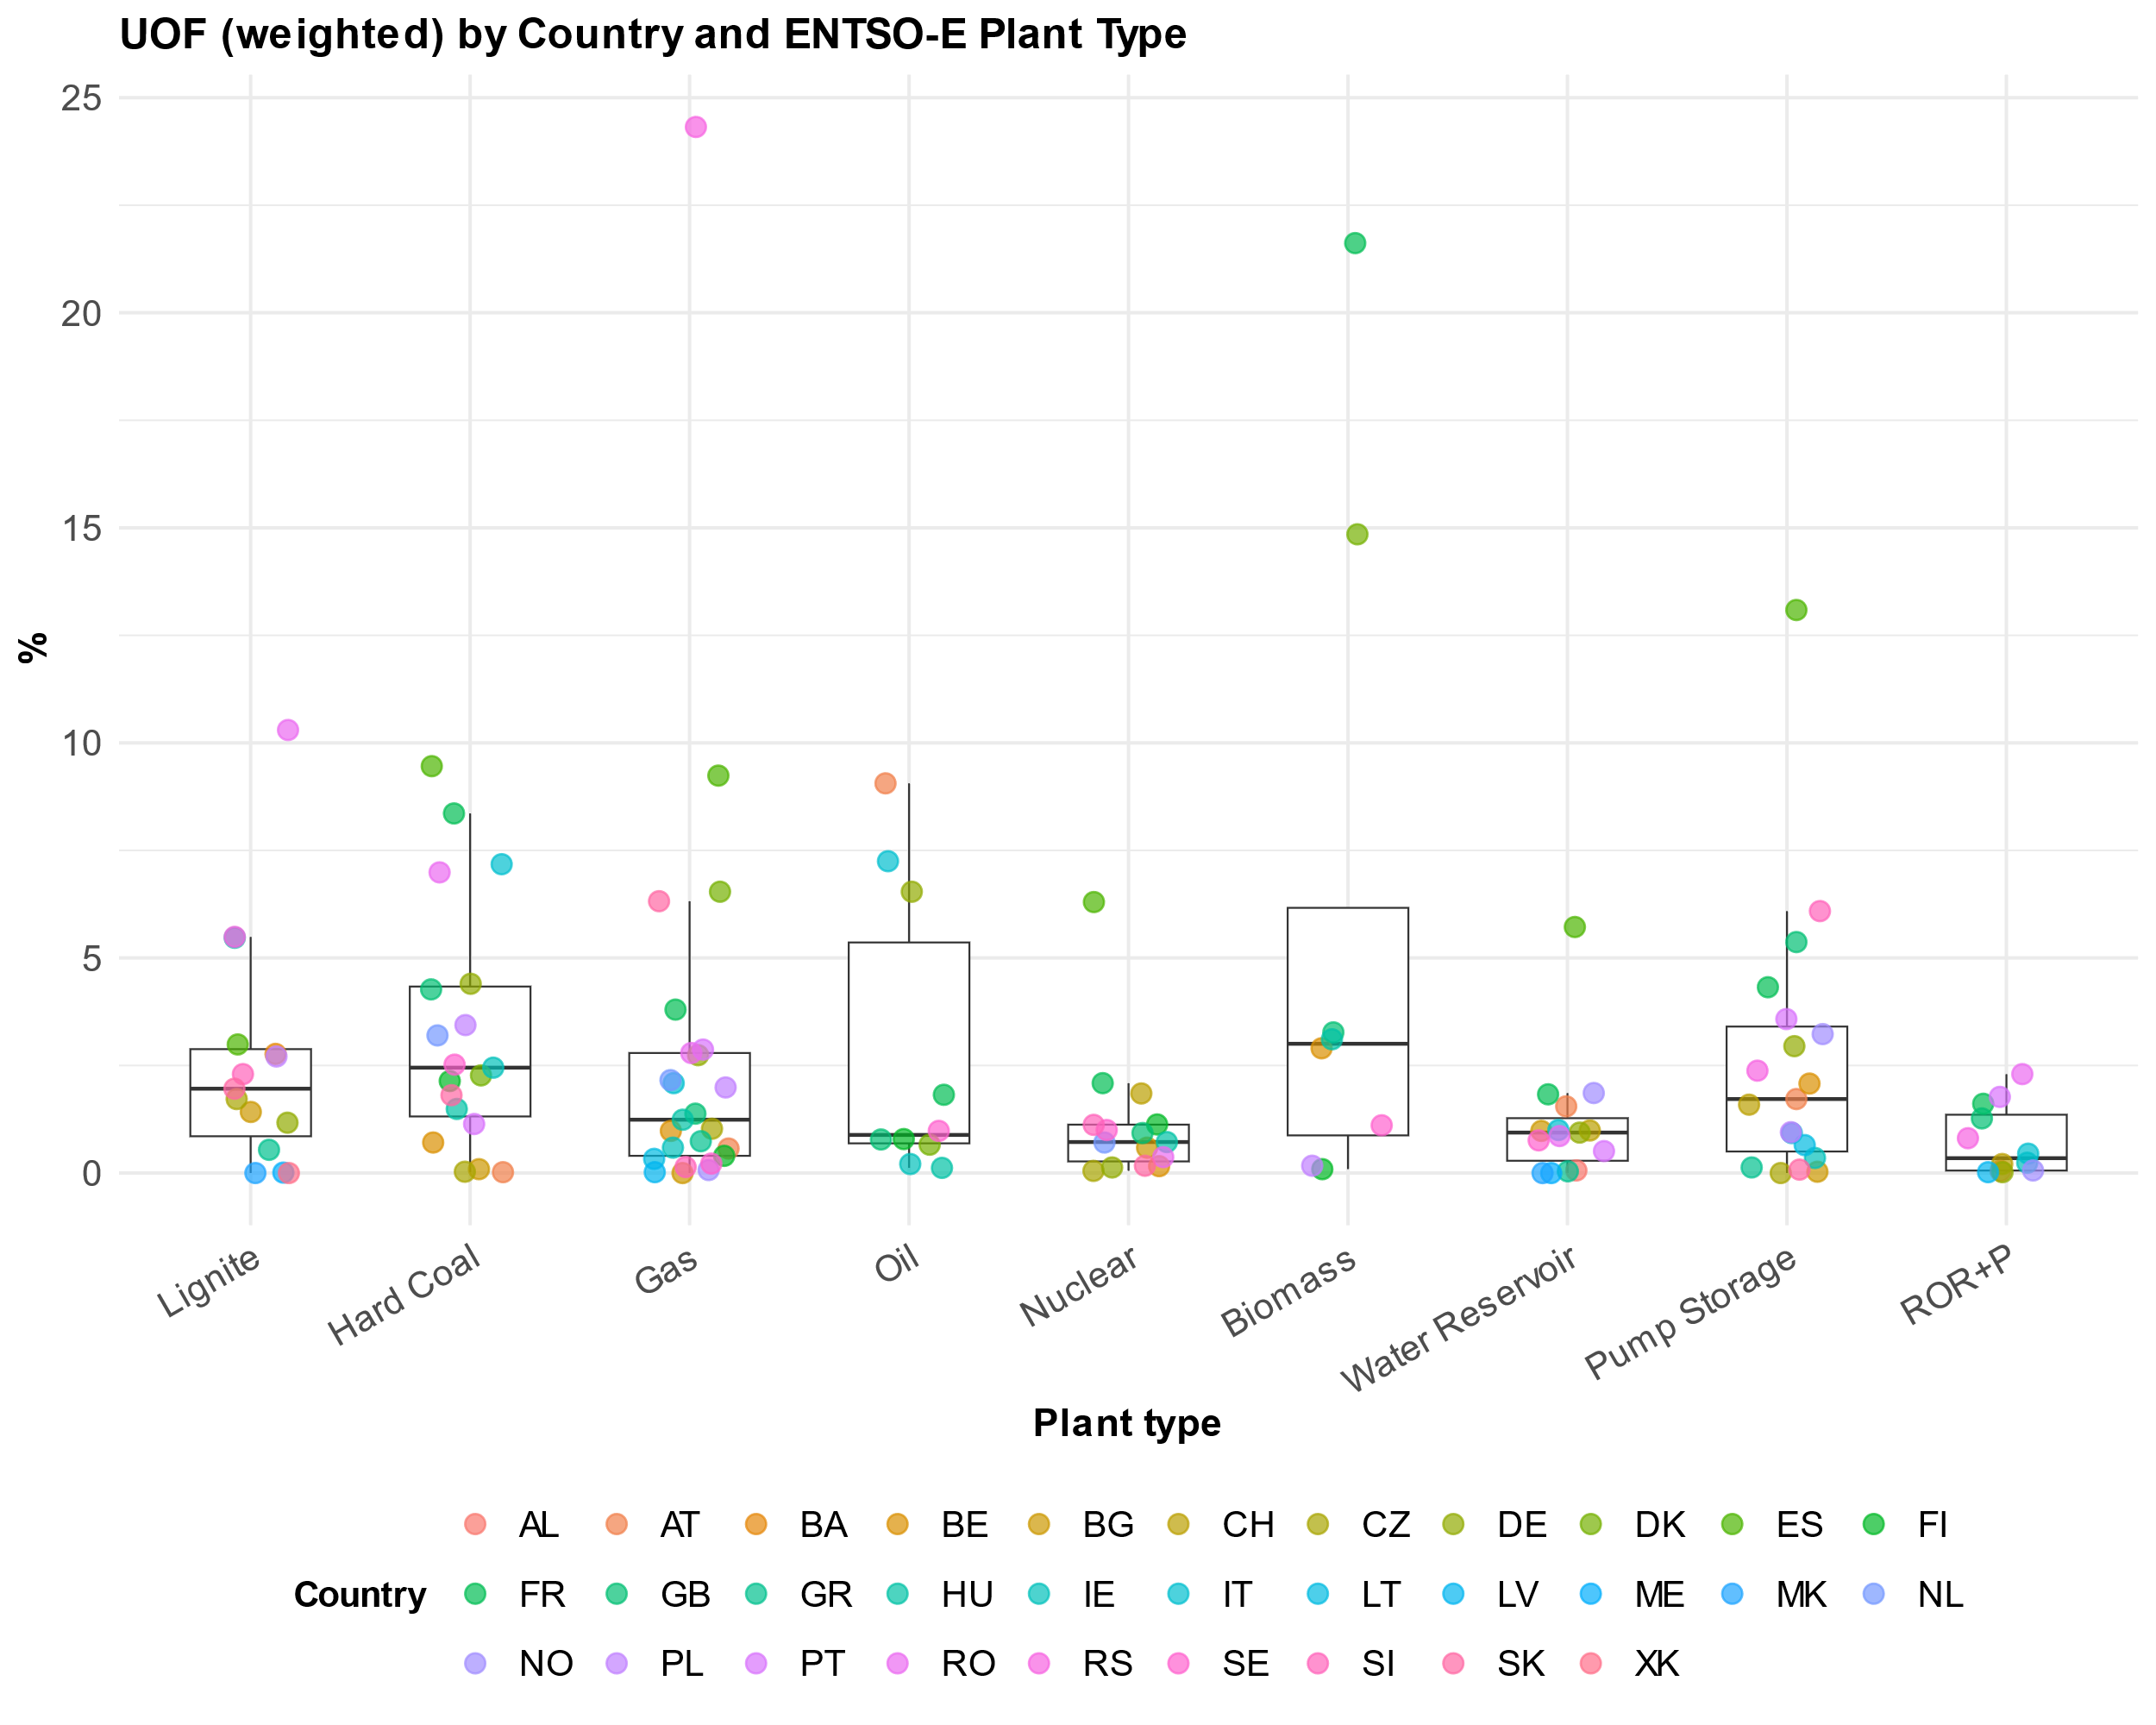 UOF (weighted) by Country and ENTSO-E Plant Type
25
20
15
10
5
0
%
Lignite
Hard Coal
Gas
Oil
Nuclear
Biomass
Water Reservoir
Pump Storage
ROR+P
Plant type
AL AT BA BE BG CH CZ DE DK ES FI
Country FR GB GR HU IE IT LT LV ME MK NL
NO PL PT RO RS SE SI SK XK